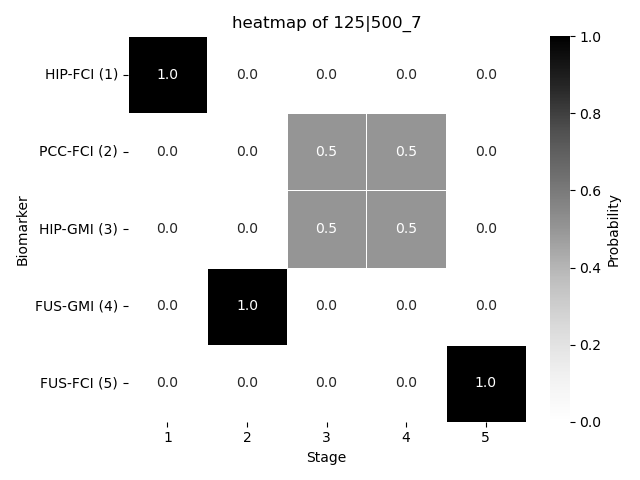 heatmap of 125|500_7
HIP-FCI (1) 1.0 0.0 0.0 0.0 0.0
PCC-FCI (2) 0.0 0.0 0.5 0.5 0.0
HIP-GMI (3) 0.0 0.0 0.5 0.5 0.0
FUS-GMI (4) 0.0 1.0 0.0 0.0 0.0
FUS-FCI (5) 0.0 0.0 0.0 0.0 1.0
1 2 3 4 5
Stage
Biomarker
1.0
0.8
0.6
0.4
0.2
0.0
Probability